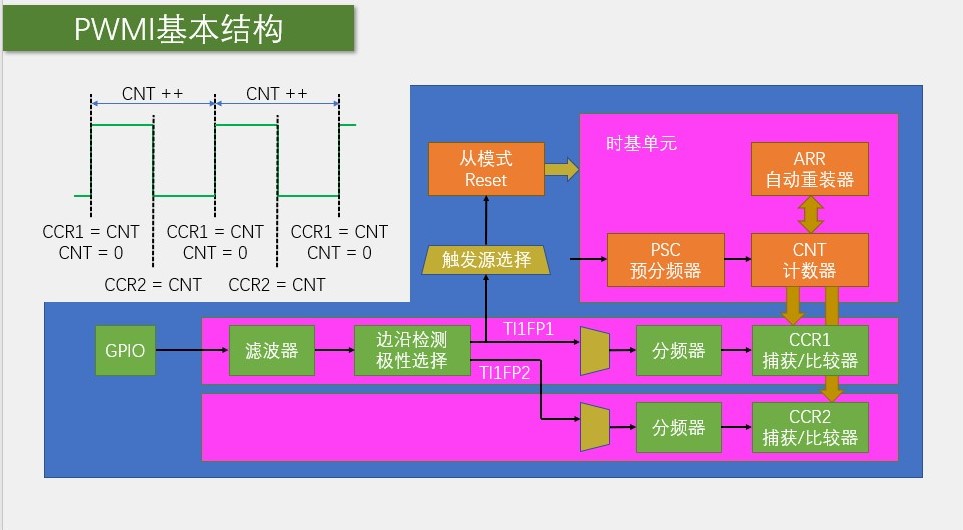 PWMI基本结构
CNT ++
CNT ++
CCR1 = CNT
CNT = 0
CCR1 = CNT
CNT = 0
CCR1 = CNT
CNT = 0
CCR2 = CNT
CCR2 = CNT
从模式
Reset
时基单元
ARR
自动重装器
触发源选择
PSC
预分频器
CNT
计数器
GPIO
滤波器
边沿检测
极性选择
TI1FP1
分频器
CCR1
捕获/比较器
TI1FP2
分频器
CCR2
捕获/比较器